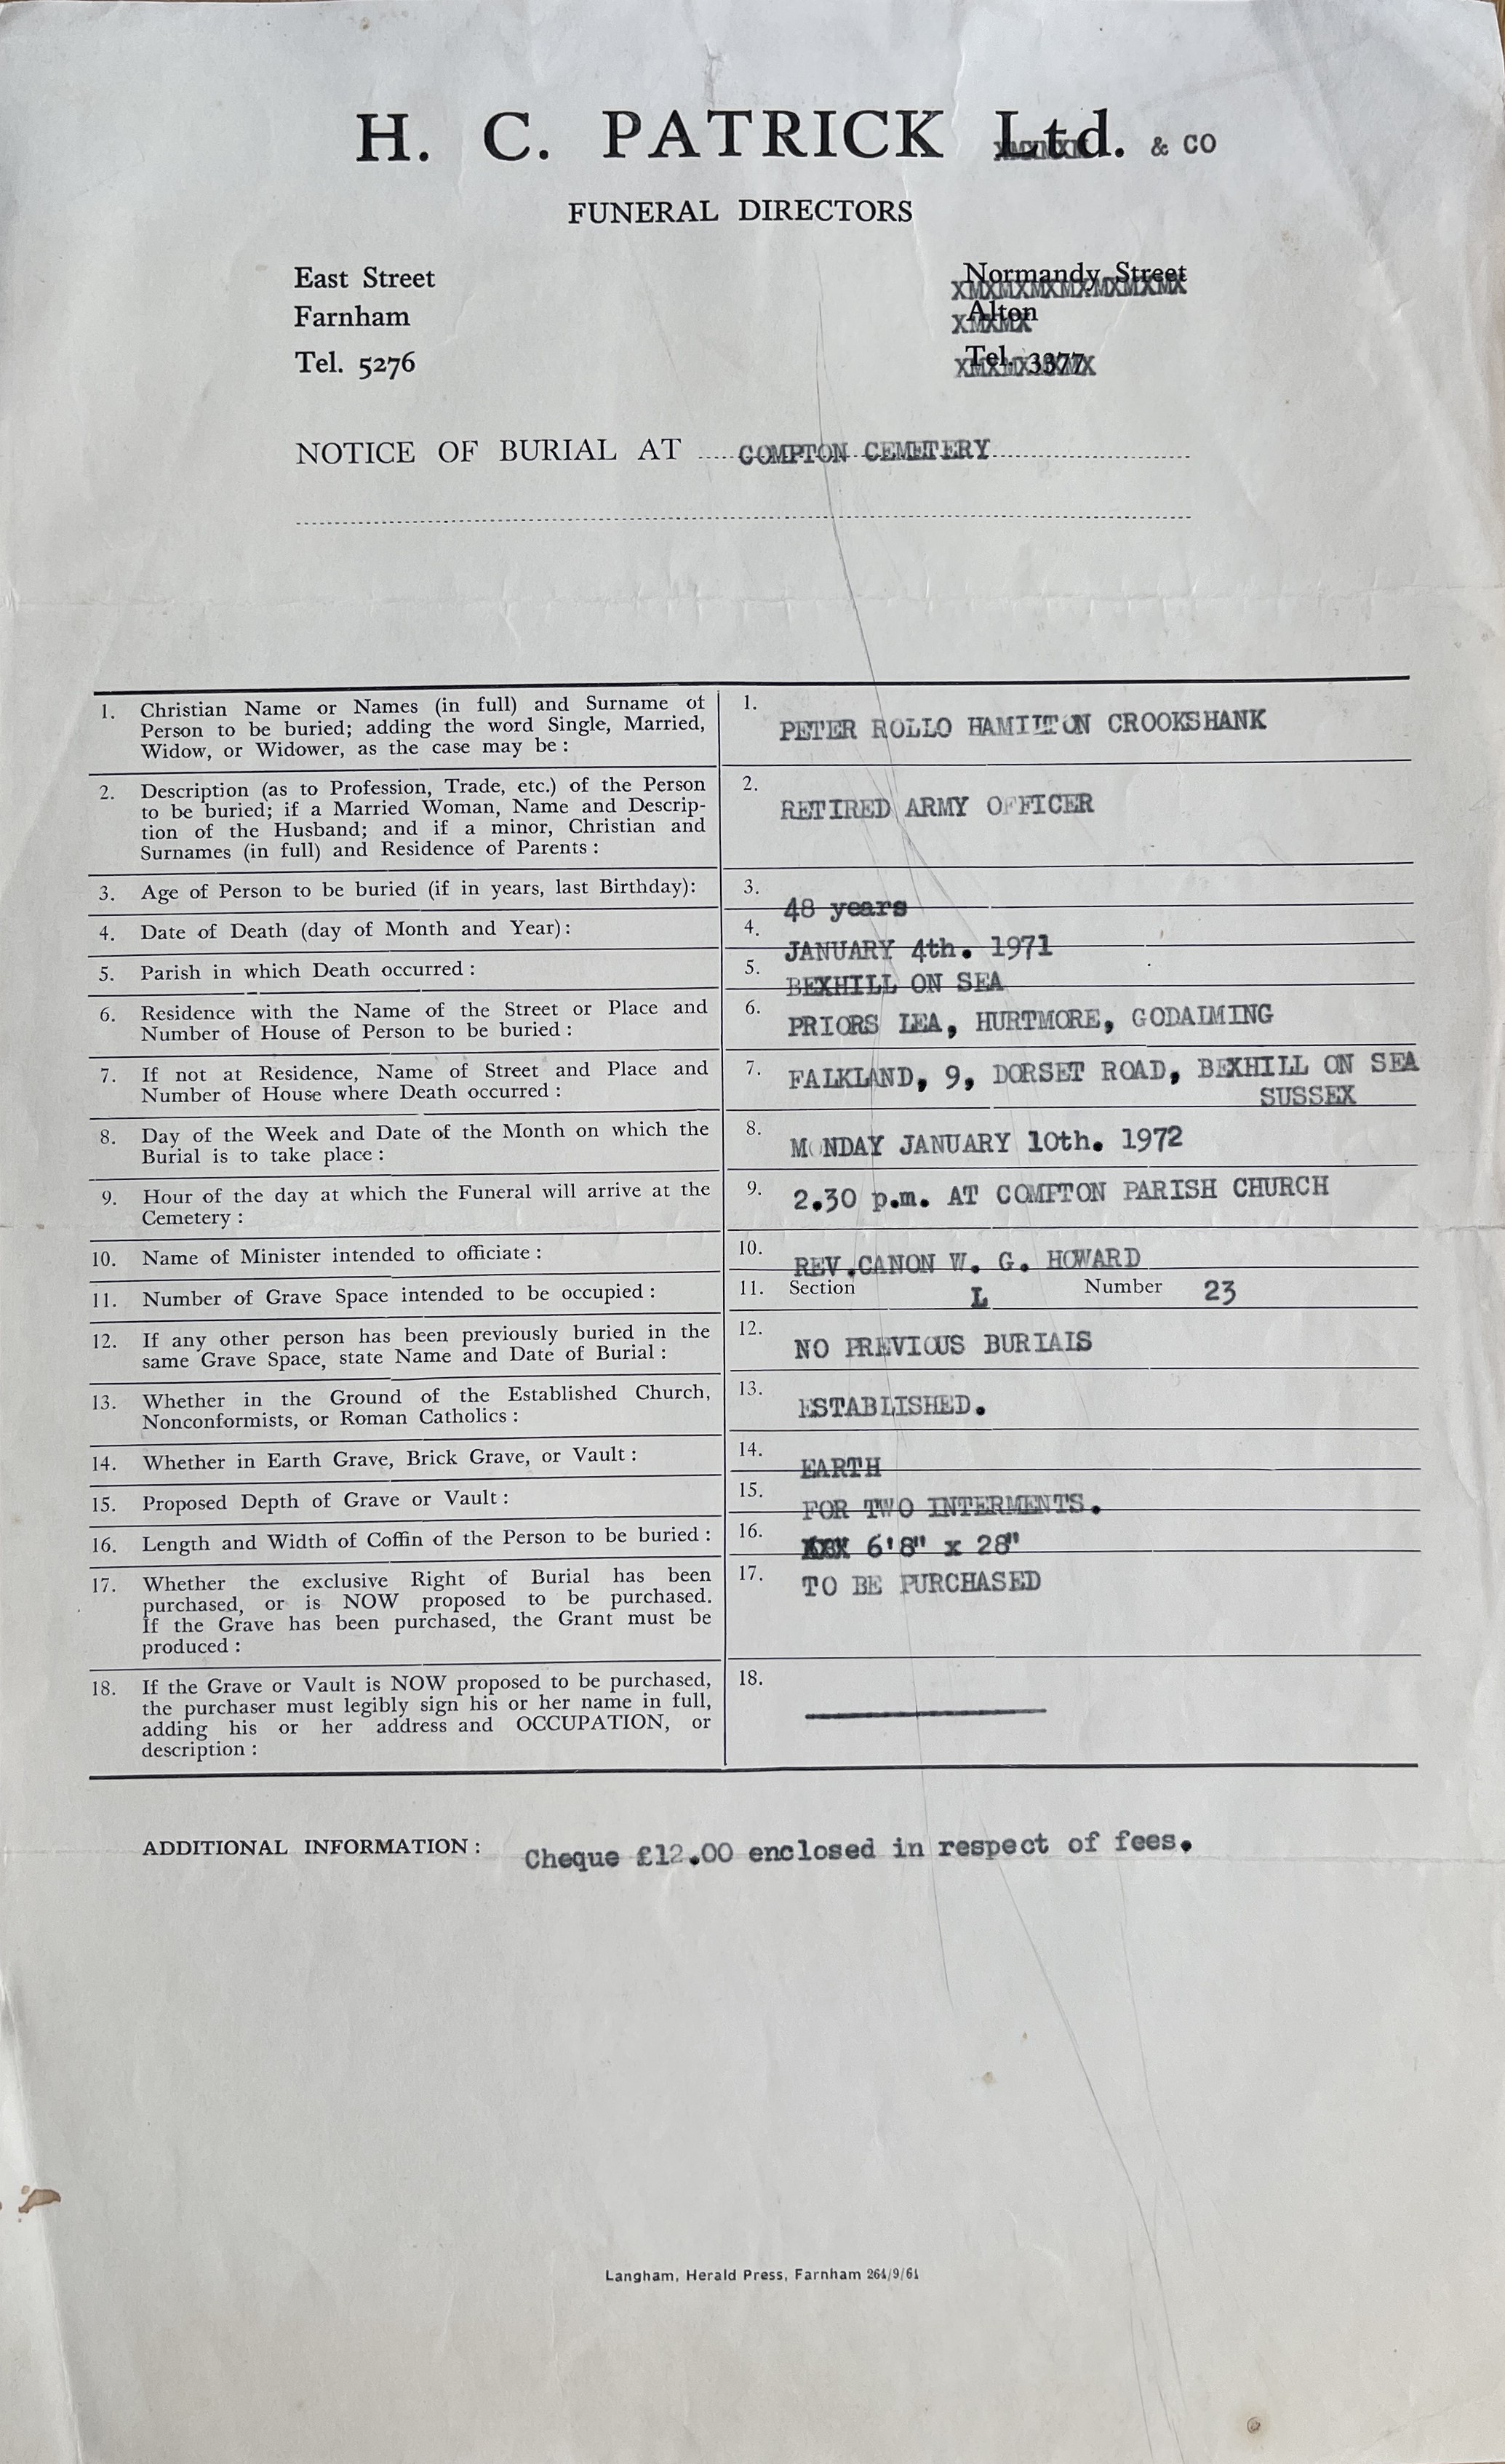 H. C. PATRICK Ltd. & CO
FUNERAL DIRECTORS
East Street
Farnham
Tel. 5276
Normandy Street
Alton
Tel. 3377
NOTICE OF BURIAL AT COMPTON CEMETERY
1. Christian Name or Names (in full) and Surname of
Person to be buried; adding the word Single, Married,
Widow, or Widower, as the case may be :
1. PETER ROLLO HAMILTON CROOKSHANK
2. Description (as to Profession, Trade, etc.) of the Person
to be buried; if a Married Woman, Name and Descrip-
tion of the Husband; and if a minor, Christian and
Surnames (in full) and Residence of Parents :
2. RETIRED ARMY OFFICER
3. Age of Person to be buried (if in years, last Birthday):
3. 48 years
4. Date of Death (day of Month and Year):
4. JANUARY 4th. 1971
5. Parish in which Death occurred :
5. BEXHILL ON SEA
6. Residence with the Name of the Street or Place and
Number of House of Person to be buried :
6. PRIORS LEA, HURTMORE, GODALMING
7. If not at Residence, Name of Street and Place and
Number of House where Death occurred :
7. FALKLAND, 9, DORSET ROAD, BEXHILL ON SEA
SUSSEX
8. Day of the Week and Date of the Month on which the
Burial is to take place :
8. MONDAY JANUARY 10th. 1972
9. Hour of the day at which the Funeral will arrive at the
Cemetery :
9. 2.30 p.m. AT COMPTON PARISH CHURCH
10. Name of Minister intended to officiate :
10. REV.CANON W. G. HOWARD
11. Number of Grave Space intended to be occupied :
11. Section L Number 23
12. If any other person has been previously buried in the
same Grave Space, state Name and Date of Burial :
12. NO PREVIOUS BURIALS
13. Whether in the Ground of the Established Church,
Nonconformists, or Roman Catholics :
13. ESTABLISHED.
14. Whether in Earth Grave, Brick Grave, or Vault :
14. EARTH
15. Proposed Depth of Grave or Vault :
15. FOR TWO INTERMENTS.
16. Length and Width of Coffin of the Person to be buried :
16. 6'8" x 28"
17. Whether the exclusive Right of Burial has been
purchased, or is NOW proposed to be purchased.
If the Grave has been purchased, the Grant must be
produced :
17. TO BE PURCHASED
18. If the Grave or Vault is NOW proposed to be purchased,
the purchaser must legibly sign his or her name in full,
adding his or her address and OCCUPATION, or
description :
18.
ADDITIONAL INFORMATION : Cheque £12.00 enclosed in respect of fees.
Langham, Herald Press, Farnham 264/9/61